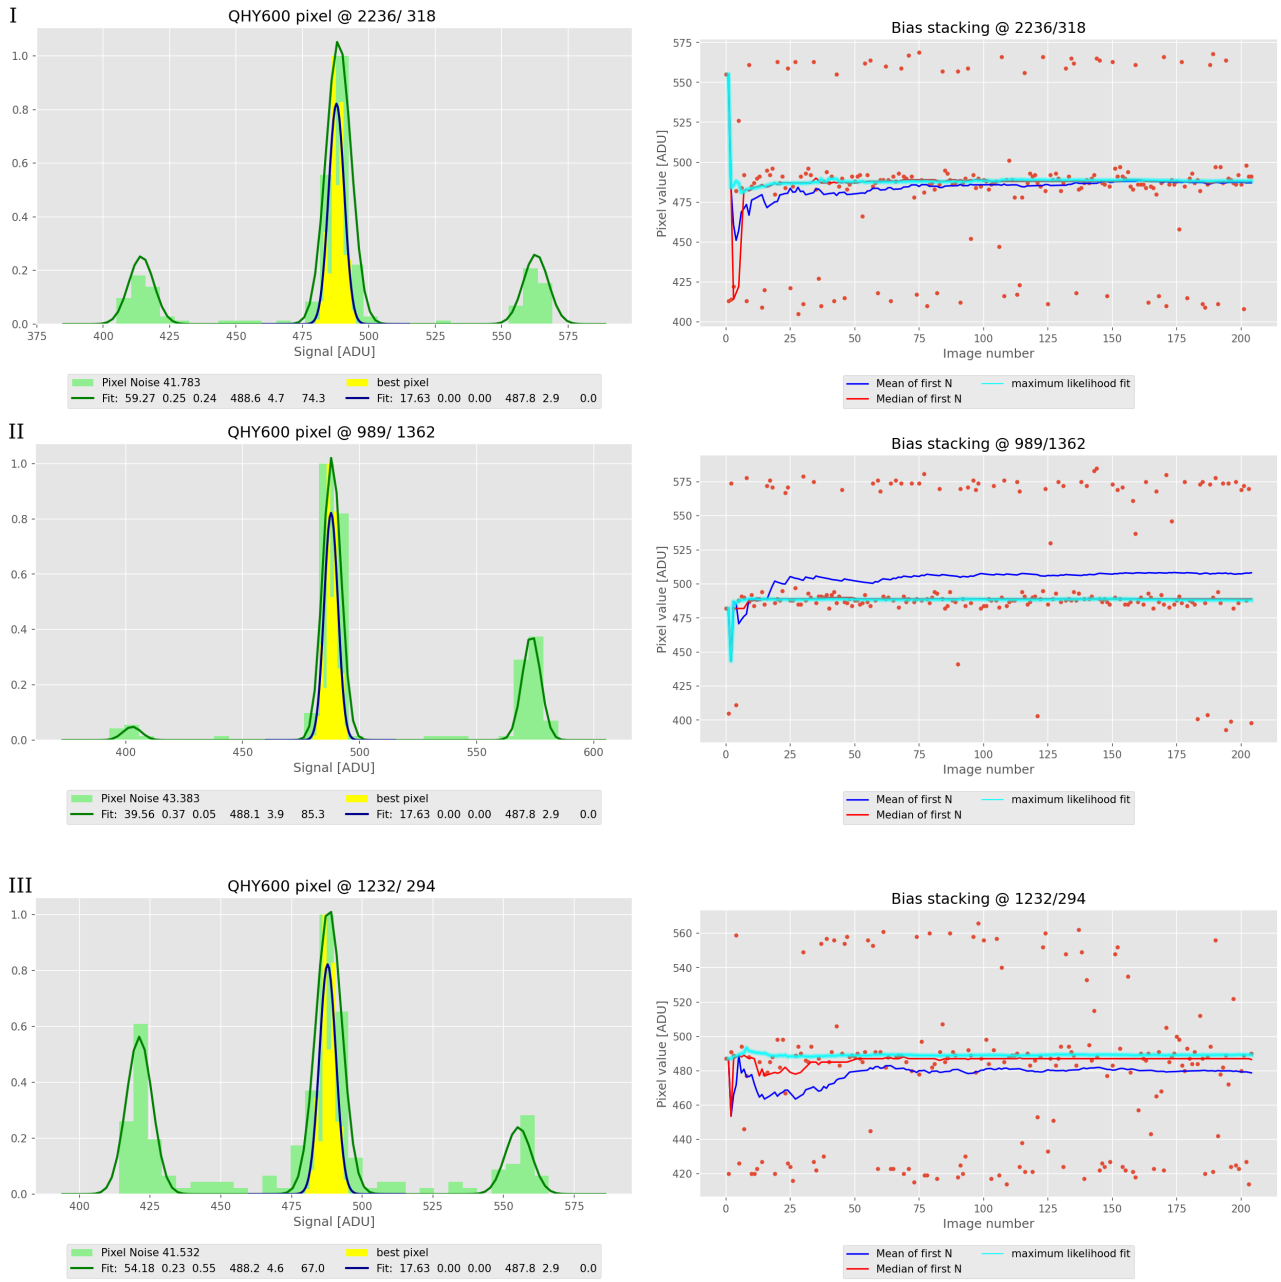 I
QHY600 pixel @ 2236/ 318
1.0
0.8
0.6
0.4
0.2
0.0
375 400 425 450 475 500 525 550 575
Signal [ADU]
Pixel Noise 41.783 best pixel
Fit: 59.27 0.25 0.24 488.6 4.7 74.3 Fit: 17.63 0.00 0.00 487.8 2.9 0.0
Bias stacking @ 2236/318
Pixel value [ADU]
575
550
525
500
475
450
425
400
0 25 50 75 100 125 150 175 200
Image number
Mean of first N maximum likelihood fit
Median of first N
II
QHY600 pixel @ 989/ 1362
1.0
0.8
0.6
0.4
0.2
0.0
400 450 500 550 600
Signal [ADU]
Pixel Noise 43.383 best pixel
Fit: 39.56 0.37 0.05 488.1 3.9 85.3 Fit: 17.63 0.00 0.00 487.8 2.9 0.0
Bias stacking @ 989/1362
Pixel value [ADU]
575
550
525
500
475
450
425
400
0 25 50 75 100 125 150 175 200
Image number
Mean of first N maximum likelihood fit
Median of first N
III
QHY600 pixel @ 1232/ 294
1.0
0.8
0.6
0.4
0.2
0.0
400 425 450 475 500 525 550 575
Signal [ADU]
Pixel Noise 41.532 best pixel
Fit: 54.18 0.23 0.55 488.2 4.6 67.0 Fit: 17.63 0.00 0.00 487.8 2.9 0.0
Bias stacking @ 1232/294
Pixel value [ADU]
560
540
520
500
480
460
440
420
0 25 50 75 100 125 150 175 200
Image number
Mean of first N maximum likelihood fit
Median of first N